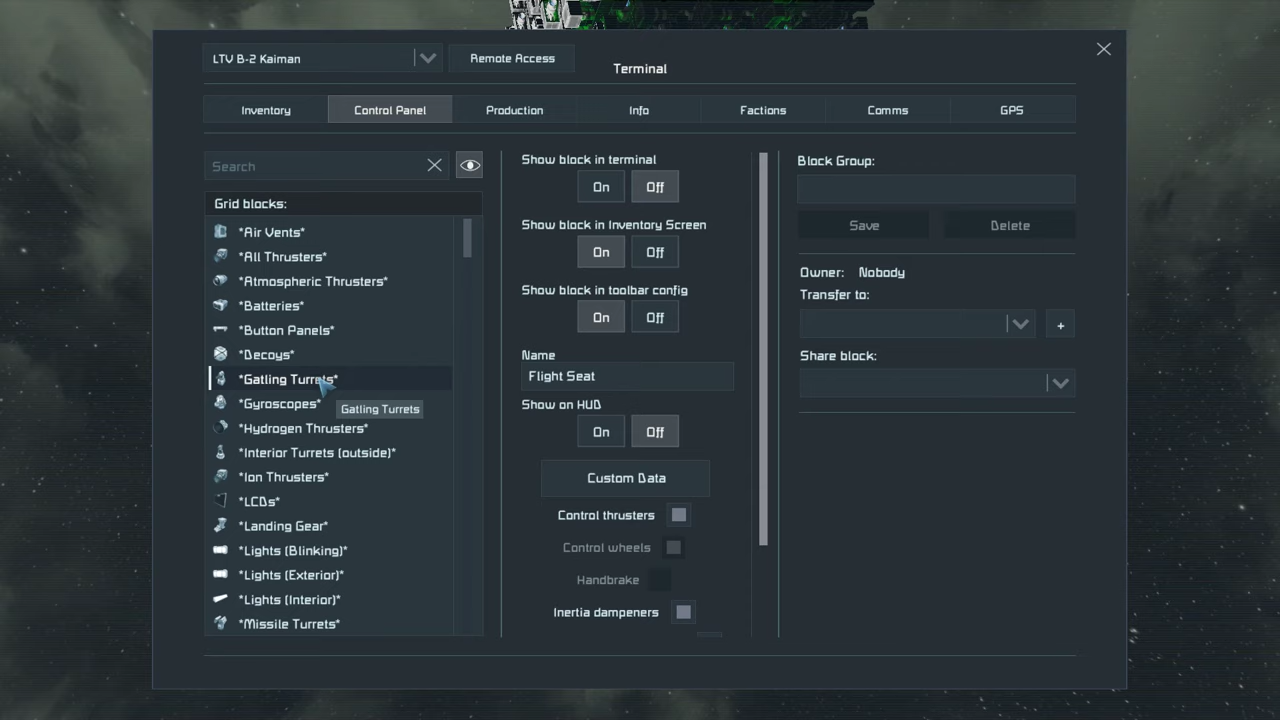 LTV B-2 Kaiman
Remote Access
Terminal
Inventory
Control Panel
Production
Info
Factions
Comms
GPS
Search
Grid blocks:
*Air Vents*
*All Thrusters*
*Atmospheric Thrusters*
*Batteries*
*Button Panels*
*Decoys*
*Gatling Turrets*
*Gyroscopes*
Gatling Turrets
*Hydrogen Thrusters*
*Interior Turrets (outside)*
*Ion Thrusters*
*LCDs*
*Landing Gear*
*Lights (Blinking)*
*Lights (Exterior)*
*Lights (Interior)*
*Missile Turrets*
Show block in terminal
On Off
Show block in Inventory Screen
On Off
Show block in toolbar config
On Off
Name
Flight Seat
Show on HUD
On Off
Custom Data
Control thrusters
Control wheels
Handbrake
Inertia dampeners
Block Group:
Save
Delete
Owner: Nobody
Transfer to:
+
Share block: